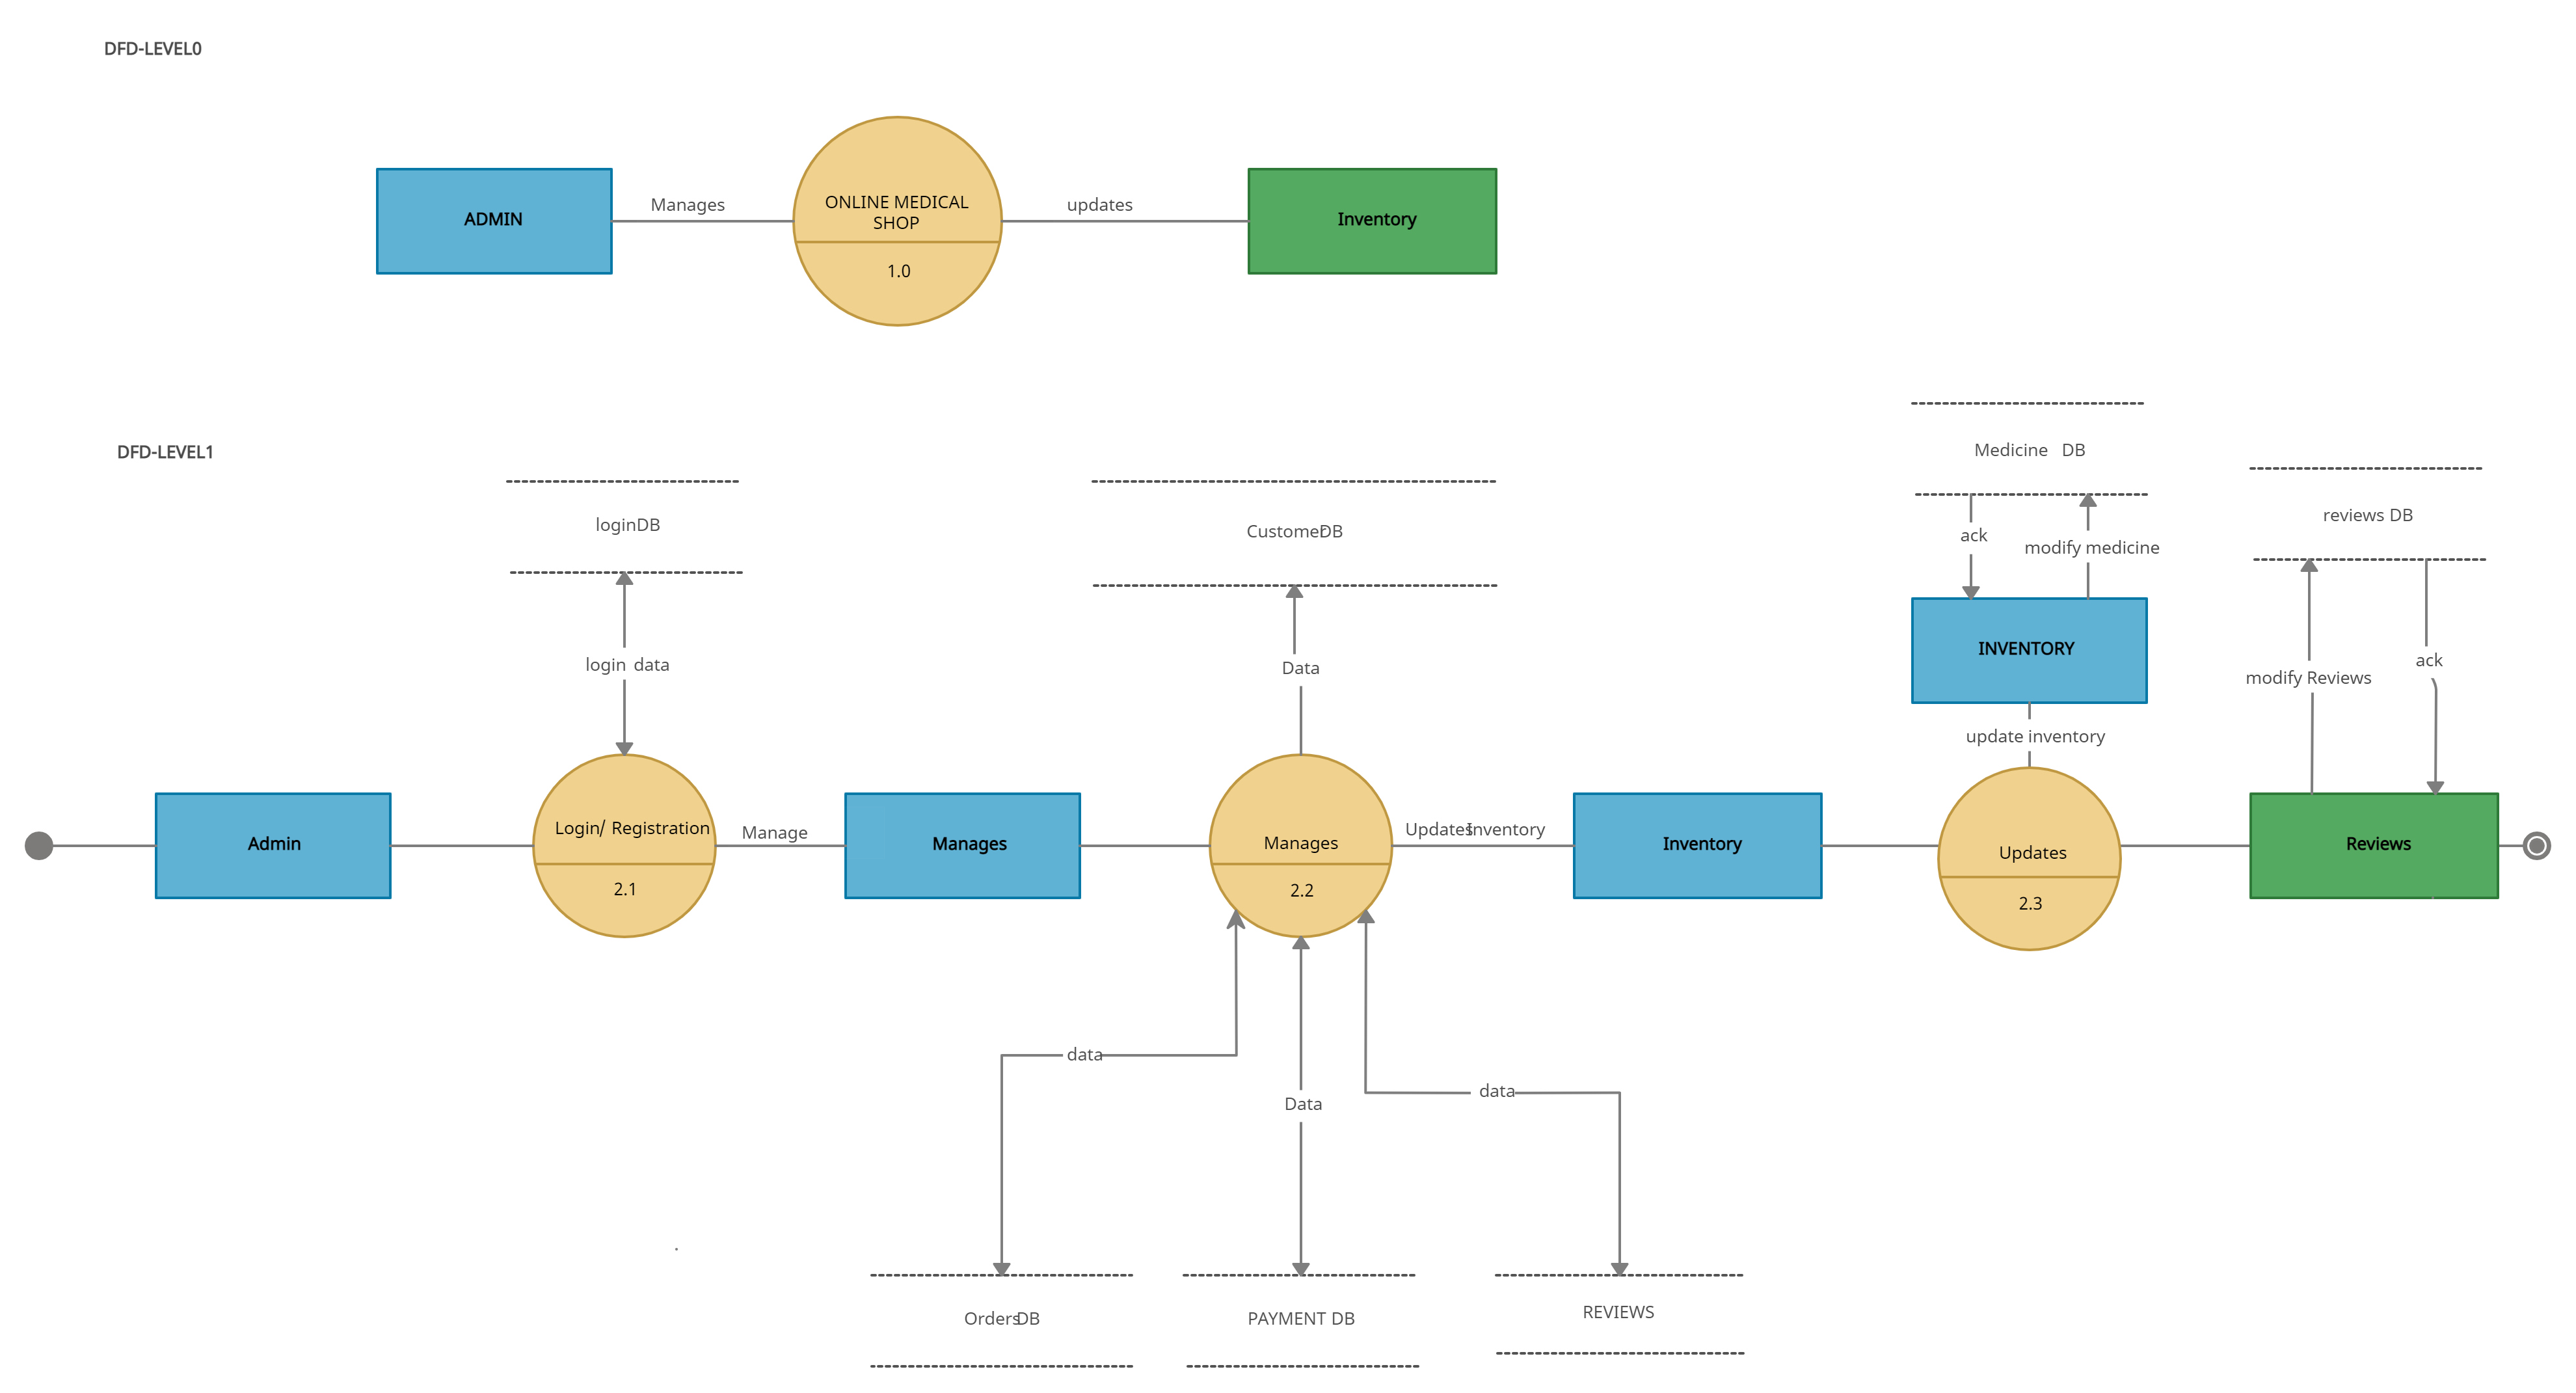 DFD-LEVEL0
ADMIN
Manages
ONLINE MEDICAL
SHOP
1.0
updates
Inventory
DFD-LEVEL1
loginDB
login data
CustomerDB
Data
Medicine DB
ack
modify medicine
INVENTORY
update inventory
reviews DB
modify Reviews
ack
Admin
Login/ Registration
2.1
Manage
Manages
Manages
2.2
UpdatesInventory
Inventory
Updates
2.3
Reviews
data
Data
data
OrdersDB
PAYMENT DB
REVIEWS